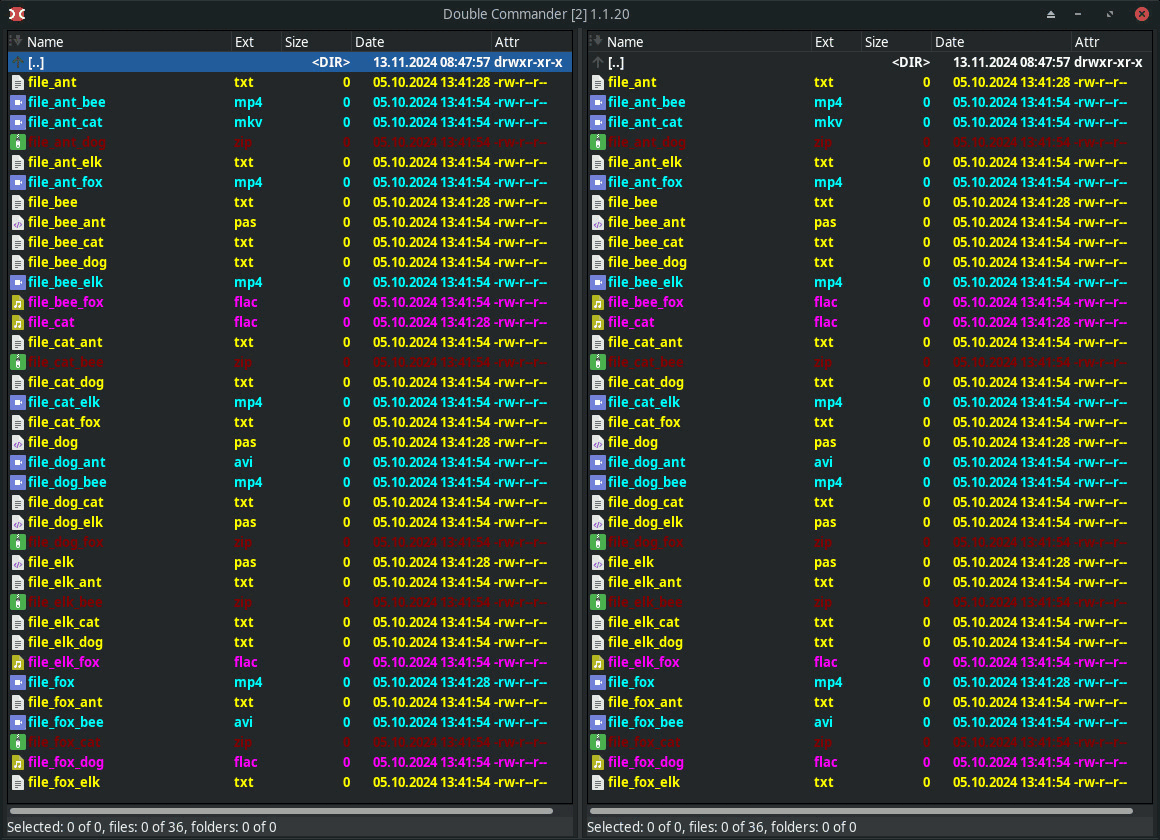 Double Commander [2] 1.1.20
Name Ext Size Date Attr
[..] <DIR> 13.11.2024 08:47:57 drwxr-xr-x
file_ant txt 0 05.10.2024 13:41:28 -rw-r--r--
file_ant_bee mp4 0 05.10.2024 13:41:54 -rw-r--r--
file_ant_cat mkv 0 05.10.2024 13:41:54 -rw-r--r--
file_ant_dog zip 0 05.10.2024 13:41:54 -rw-r--r--
file_ant_elk txt 0 05.10.2024 13:41:54 -rw-r--r--
file_ant_fox mp4 0 05.10.2024 13:41:54 -rw-r--r--
file_bee txt 0 05.10.2024 13:41:28 -rw-r--r--
file_bee_ant pas 0 05.10.2024 13:41:54 -rw-r--r--
file_bee_cat txt 0 05.10.2024 13:41:54 -rw-r--r--
file_bee_dog txt 0 05.10.2024 13:41:54 -rw-r--r--
file_bee_elk mp4 0 05.10.2024 13:41:54 -rw-r--r--
file_bee_fox flac 0 05.10.2024 13:41:54 -rw-r--r--
file_cat flac 0 05.10.2024 13:41:28 -rw-r--r--
file_cat_ant txt 0 05.10.2024 13:41:54 -rw-r--r--
file_cat_bee zip 0 05.10.2024 13:41:54 -rw-r--r--
file_cat_dog txt 0 05.10.2024 13:41:54 -rw-r--r--
file_cat_elk mp4 0 05.10.2024 13:41:54 -rw-r--r--
file_cat_fox txt 0 05.10.2024 13:41:54 -rw-r--r--
file_dog pas 0 05.10.2024 13:41:28 -rw-r--r--
file_dog_ant avi 0 05.10.2024 13:41:54 -rw-r--r--
file_dog_bee mp4 0 05.10.2024 13:41:54 -rw-r--r--
file_dog_cat txt 0 05.10.2024 13:41:54 -rw-r--r--
file_dog_elk pas 0 05.10.2024 13:41:54 -rw-r--r--
file_dog_fox zip 0 05.10.2024 13:41:54 -rw-r--r--
file_elk pas 0 05.10.2024 13:41:28 -rw-r--r--
file_elk_ant txt 0 05.10.2024 13:41:54 -rw-r--r--
file_elk_bee zip 0 05.10.2024 13:41:54 -rw-r--r--
file_elk_cat txt 0 05.10.2024 13:41:54 -rw-r--r--
file_elk_dog txt 0 05.10.2024 13:41:54 -rw-r--r--
file_elk_fox flac 0 05.10.2024 13:41:54 -rw-r--r--
file_fox mp4 0 05.10.2024 13:41:28 -rw-r--r--
file_fox_ant txt 0 05.10.2024 13:41:54 -rw-r--r--
file_fox_bee avi 0 05.10.2024 13:41:54 -rw-r--r--
file_fox_cat zip 0 05.10.2024 13:41:54 -rw-r--r--
file_fox_dog flac 0 05.10.2024 13:41:54 -rw-r--r--
file_fox_elk txt 0 05.10.2024 13:41:54 -rw-r--r--
Selected: 0 of 0, files: 0 of 36, folders: 0 of 0
Name Ext Size Date Attr
[..] <DIR> 13.11.2024 08:47:57 drwxr-xr-x
file_ant txt 0 05.10.2024 13:41:28 -rw-r--r--
file_ant_bee mp4 0 05.10.2024 13:41:54 -rw-r--r--
file_ant_cat mkv 0 05.10.2024 13:41:54 -rw-r--r--
file_ant_dog zip 0 05.10.2024 13:41:54 -rw-r--r--
file_ant_elk txt 0 05.10.2024 13:41:54 -rw-r--r--
file_ant_fox mp4 0 05.10.2024 13:41:54 -rw-r--r--
file_bee txt 0 05.10.2024 13:41:28 -rw-r--r--
file_bee_ant pas 0 05.10.2024 13:41:54 -rw-r--r--
file_bee_cat txt 0 05.10.2024 13:41:54 -rw-r--r--
file_bee_dog txt 0 05.10.2024 13:41:54 -rw-r--r--
file_bee_elk mp4 0 05.10.2024 13:41:54 -rw-r--r--
file_bee_fox flac 0 05.10.2024 13:41:54 -rw-r--r--
file_cat flac 0 05.10.2024 13:41:28 -rw-r--r--
file_cat_ant txt 0 05.10.2024 13:41:54 -rw-r--r--
file_cat_bee zip 0 05.10.2024 13:41:54 -rw-r--r--
file_cat_dog txt 0 05.10.2024 13:41:54 -rw-r--r--
file_cat_elk mp4 0 05.10.2024 13:41:54 -rw-r--r--
file_cat_fox txt 0 05.10.2024 13:41:54 -rw-r--r--
file_dog pas 0 05.10.2024 13:41:28 -rw-r--r--
file_dog_ant avi 0 05.10.2024 13:41:54 -rw-r--r--
file_dog_bee mp4 0 05.10.2024 13:41:54 -rw-r--r--
file_dog_cat txt 0 05.10.2024 13:41:54 -rw-r--r--
file_dog_elk pas 0 05.10.2024 13:41:54 -rw-r--r--
file_dog_fox zip 0 05.10.2024 13:41:54 -rw-r--r--
file_elk pas 0 05.10.2024 13:41:28 -rw-r--r--
file_elk_ant txt 0 05.10.2024 13:41:54 -rw-r--r--
file_elk_bee zip 0 05.10.2024 13:41:54 -rw-r--r--
file_elk_cat txt 0 05.10.2024 13:41:54 -rw-r--r--
file_elk_dog txt 0 05.10.2024 13:41:54 -rw-r--r--
file_elk_fox flac 0 05.10.2024 13:41:54 -rw-r--r--
file_fox mp4 0 05.10.2024 13:41:28 -rw-r--r--
file_fox_ant txt 0 05.10.2024 13:41:54 -rw-r--r--
file_fox_bee avi 0 05.10.2024 13:41:54 -rw-r--r--
file_fox_cat zip 0 05.10.2024 13:41:54 -rw-r--r--
file_fox_dog flac 0 05.10.2024 13:41:54 -rw-r--r--
file_fox_elk txt 0 05.10.2024 13:41:54 -rw-r--r--
Selected: 0 of 0, files: 0 of 36, folders: 0 of 0